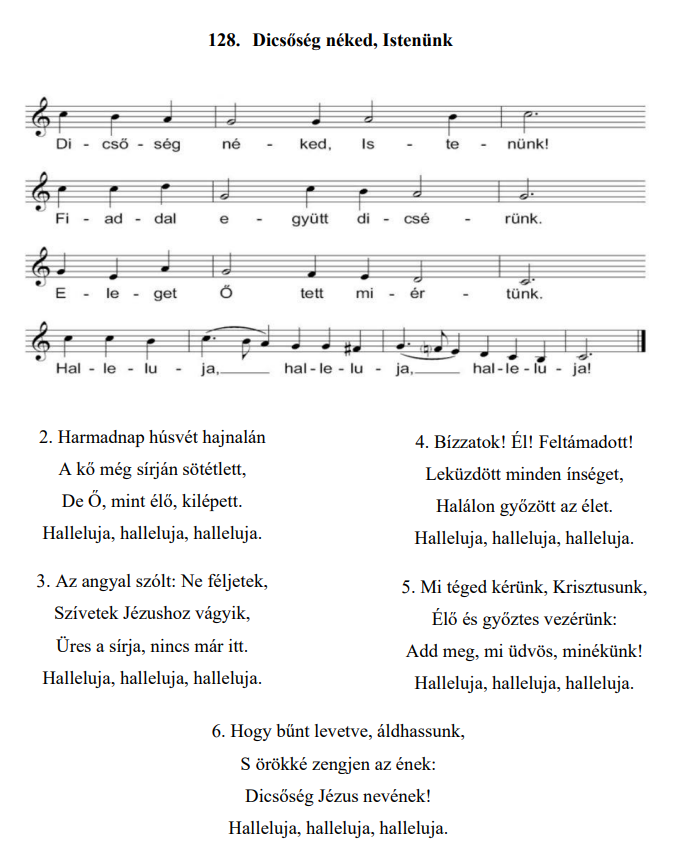 128. Dicsőség néked, Istenünk
Di - cső - ség né - ked, Is - te - nünk!
Fi - ad - dal e - gyütt di - csé - rünk.
E - le - get Ő tett mi - ér - tünk.
Hal - le - lu - ja,____ hal - le - lu - ja,____ hal - le - lu - ja!
2. Harmadnap húsvét hajnalán
A kő még sírján sötétlett,
De Ő, mint élő, kilépett.
Halleluja, halleluja, halleluja.
3. Az angyal szólt: Ne féljetek,
Szívetek Jézushoz vágyik,
Üres a sírja, nincs már itt.
Halleluja, halleluja, halleluja.
4. Bízzatok! Él! Feltámadott!
Leküzdött minden ínséget,
Halálon győzött az élet.
Halleluja, halleluja, halleluja.
5. Mi téged kérünk, Krisztusunk,
Élő és győztes vezérünk:
Add meg, mi üdvös, minékünk!
Halleluja, halleluja, halleluja.
6. Hogy bűnt levetve, áldhassunk,
S örökké zengjen az ének:
Dicsőség Jézus nevének!
Halleluja, halleluja, halleluja.